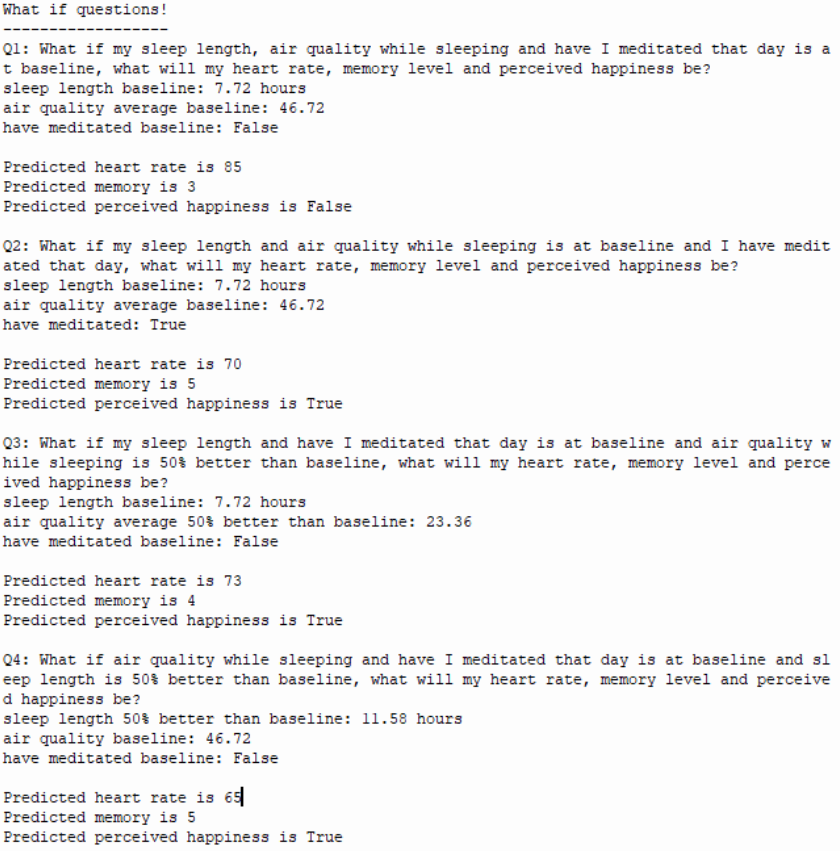 What if questions!
------------------
Q1: What if my sleep length, air quality while sleeping and have I meditated that day is a
t baseline, what will my heart rate, memory level and perceived happiness be?
sleep length baseline: 7.72 hours
air quality average baseline: 46.72
have meditated baseline: False

Predicted heart rate is 85
Predicted memory is 3
Predicted perceived happiness is False

Q2: What if my sleep length and air quality while sleeping is at baseline and I have medit
ated that day, what will my heart rate, memory level and perceived happiness be?
sleep length baseline: 7.72 hours
air quality average baseline: 46.72
have meditated: True

Predicted heart rate is 70
Predicted memory is 5
Predicted perceived happiness is True

Q3: What if my sleep length and have I meditated that day is at baseline and air quality w
hile sleeping is 50% better than baseline, what will my heart rate, memory level and perce
ived happiness be?
sleep length baseline: 7.72 hours
air quality average 50% better than baseline: 23.36
have meditated baseline: False

Predicted heart rate is 73
Predicted memory is 4
Predicted perceived happiness is True

Q4: What if air quality while sleeping and have I meditated that day is at baseline and sl
eep length is 50% better than baseline, what will my heart rate, memory level and perceive
d happiness be?
sleep length 50% better than baseline: 11.58 hours
air quality baseline: 46.72
have meditated baseline: False

Predicted heart rate is 65
Predicted memory is 5
Predicted perceived happiness is True